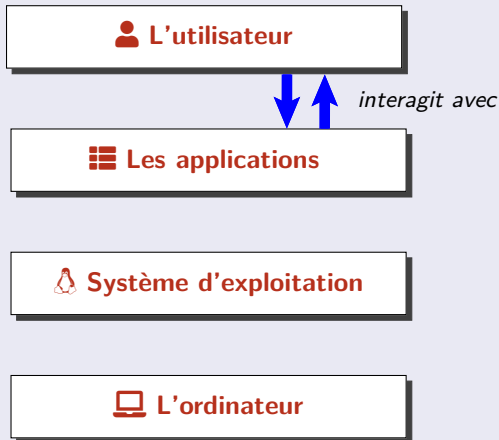 L'utilisateur
interagit avec
Les applications
Système d'exploitation
L'ordinateur